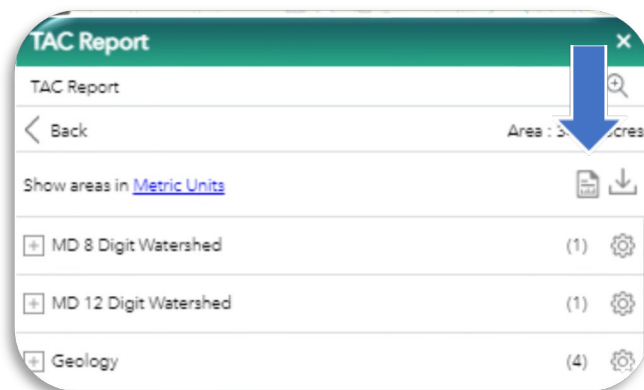 TAC Report
TAC Report
Back Area : 3
Show areas in Metric Units
MD 8 Digit Watershed (1)
MD 12 Digit Watershed (1)
Geology (4)